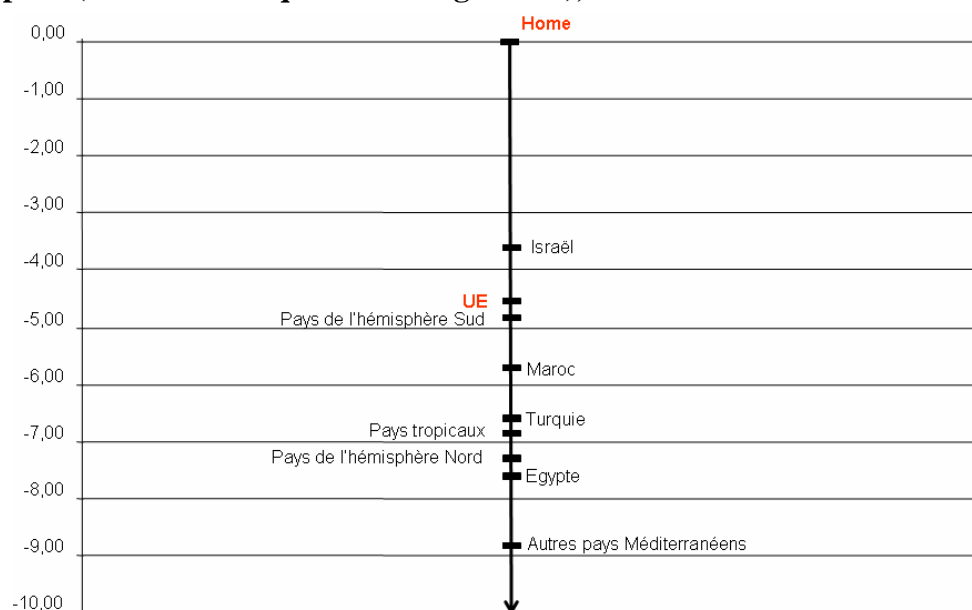 Home
0,00
-1,00
-2,00
-3,00
Israël
-4,00
UE
Pays de l'hémisphère Sud
-5,00
Maroc
-6,00
Turquie
Pays tropicaux
-7,00
Pays de l'hémisphère Nord
Egypte
-8,00
Autres pays Méditerranéens
-9,00
-10,00